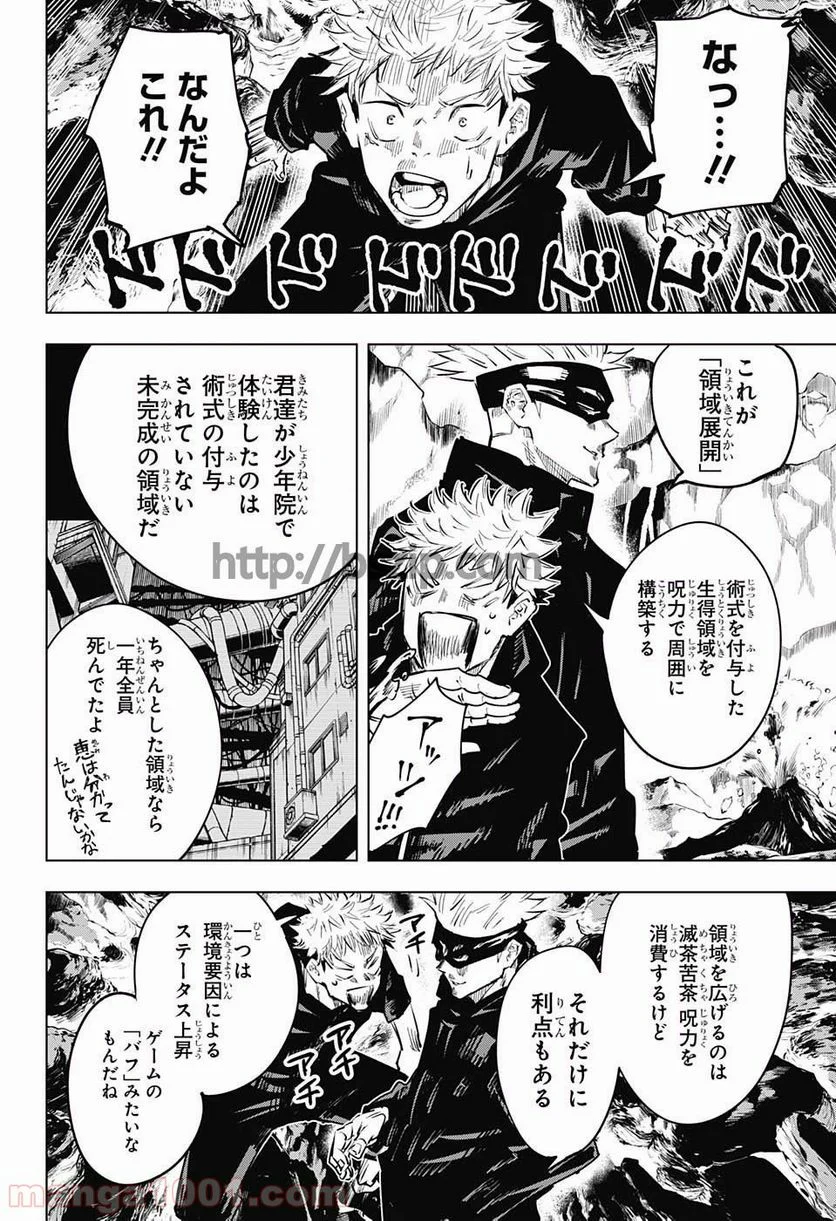 なっ…!!
なんだよ
これ!!
デデデデデデデデ
これが
「領域展開」
術式を付与した
生得領域を
呪力で周囲に
構築する
アッツ!!
君達が少年院で
体験したのは
術式の付与
されていない
未完成の領域だ
ちゃんとした領域なら
一年全員
死んでたよ
恵は分かって
たんじゃないかな
領域を広げるのは
滅茶苦茶 呪力を
消費するけど
それだけに
利点もある
アチ
アチ
アチ
一つは
環境要因による
ステータス上昇
ゲームの
「バフ」みたいな
もんだね
manga1001.com